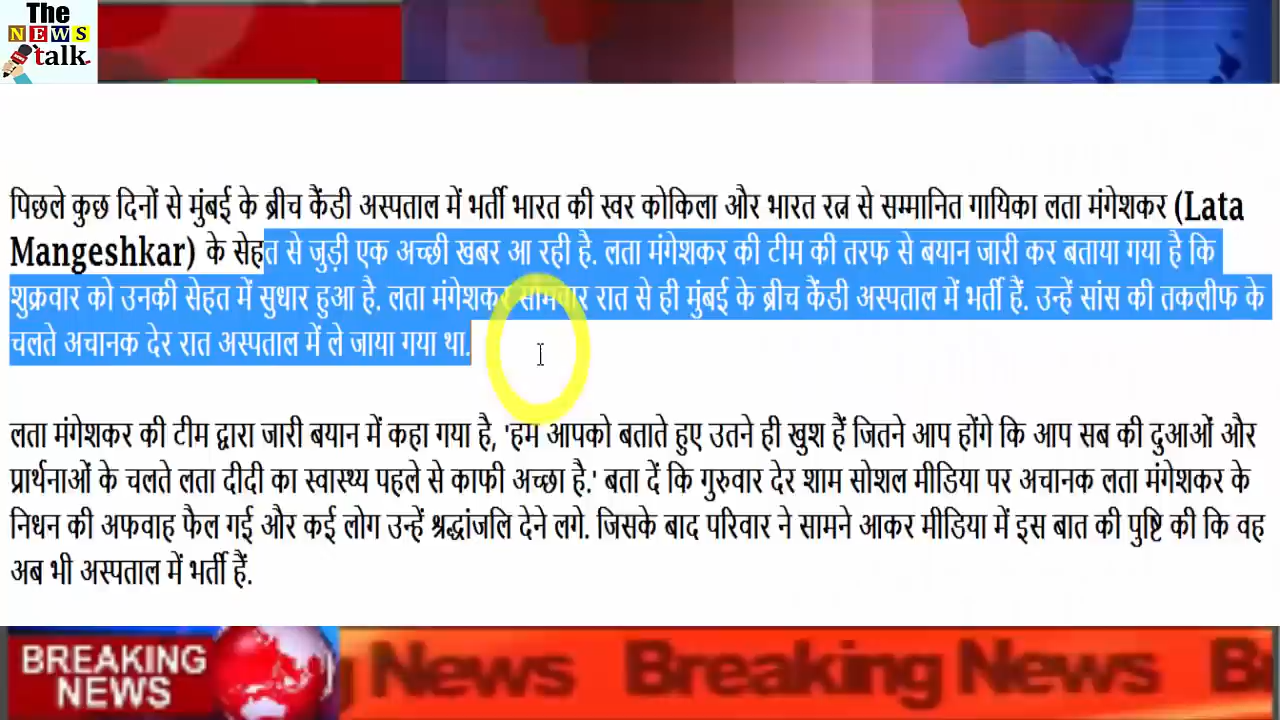 The
NEWS
talk.
पिछले कुछ दिनों से मुंबई के ब्रीच कैंडी अस्पताल में भर्ती भारत की स्वर कोकिला और भारत रत्न से सम्मानित गायिका लता मंगेशकर (Lata
Mangeshkar) के सेहत से जुड़ी एक अच्छी खबर आ रही है. लता मंगेशकर की टीम की तरफ से बयान जारी कर बताया गया है कि
शुक्रवार को उनकी सेहत में सुधार हुआ है. लता मंगेशकर सोमवार रात से ही मुंबई के ब्रीच कैंडी अस्पताल में भर्ती हैं. उन्हें सांस की तकलीफ के
चलते अचानक देर रात अस्पताल में ले जाया गया था.
लता मंगेशकर की टीम द्वारा जारी बयान में कहा गया है, 'हम आपको बताते हुए उतने ही खुश हैं जितने आप होंगे कि आप सब की दुआओं और
प्रार्थनाओं के चलते लता दीदी का स्वास्थ्य पहले से काफी अच्छा है.' बता दें कि गुरुवार देर शाम सोशल मीडिया पर अचानक लता मंगेशकर के
निधन की अफवाह फैल गई और कई लोग उन्हें श्रद्धांजलि देने लगे. जिसके बाद परिवार ने सामने आकर मीडिया में इस बात की पुष्टि की कि वह
अब भी अस्पताल में भर्ती हैं.
BREAKING
NEWS
g News Breaking News B